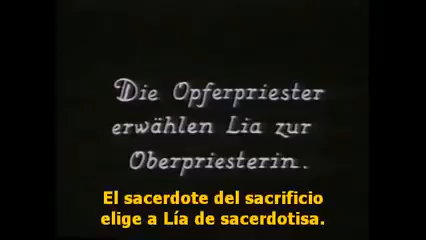 Die Opferpriester
erwählen Lia zur
Oberpriesterin.
El sacerdote del sacrificio
elige a Lía de sacerdotisa.